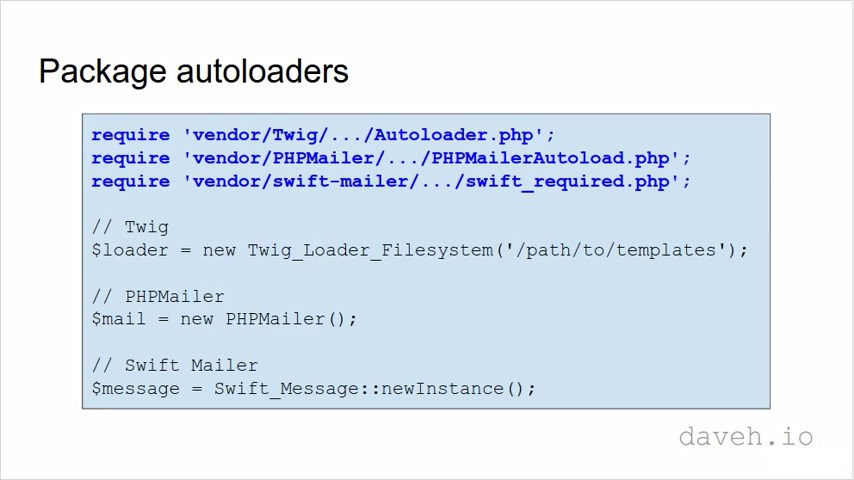 Package autoloaders
require 'vendor/Twig/.../Autoloader.php';
require 'vendor/PHPMailer/.../PHPMailerAutoload.php';
require 'vendor/swift-mailer/.../swift_required.php';
// Twig
$loader = new Twig_Loader_Filesystem('/path/to/templates');
// PHPMailer
$mail = new PHPMailer();
// Swift Mailer
$message = Swift_Message::newInstance();
daveh.io